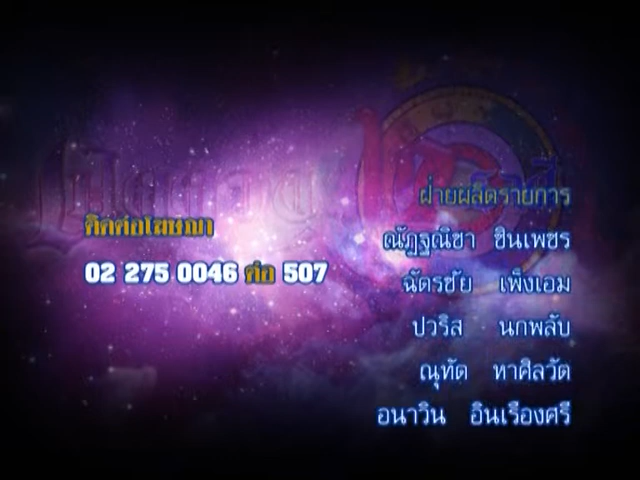 ติดต่อโฆษณา
02 275 0046 ต่อ 507
ฝ่ายผลิตรายการ
ณัฏฐณิชา ชินเพชร
ฉัตรชัย เพ็งเอม
ปวริส นกพลับ
ณุทัต ทาศิลวัต
อนาวิน อินเรืองศรี